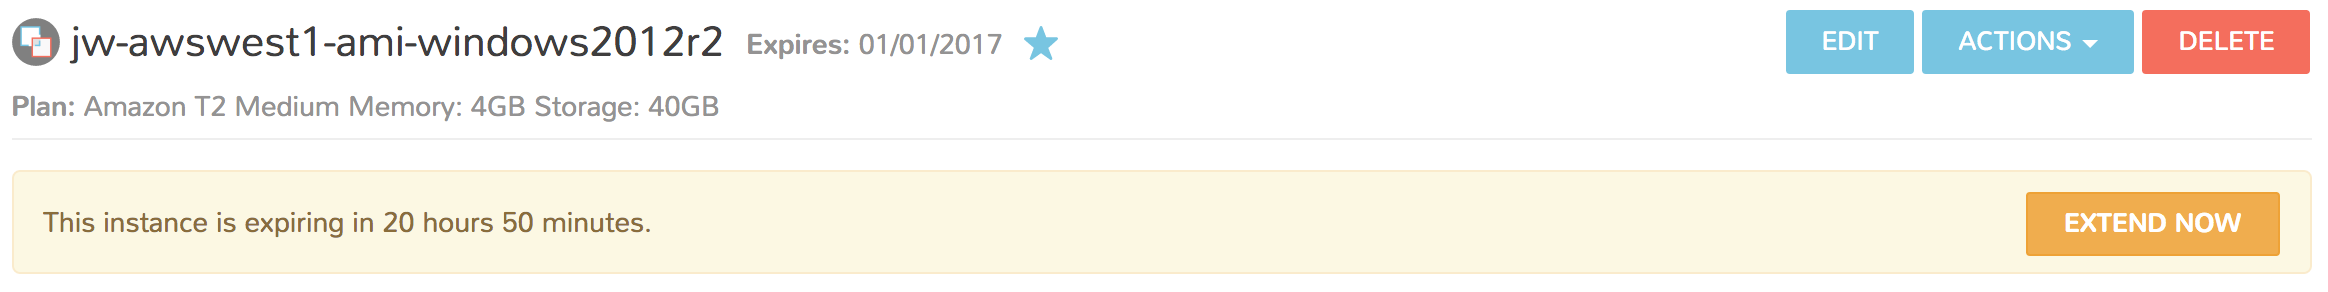 jw-awswest1-ami-windows2012r2 Expires: 01/01/2017 EDIT ACTIONS DELETE
Plan: Amazon T2 Medium Memory: 4GB Storage: 40GB
This instance is expiring in 20 hours 50 minutes. EXTEND NOW